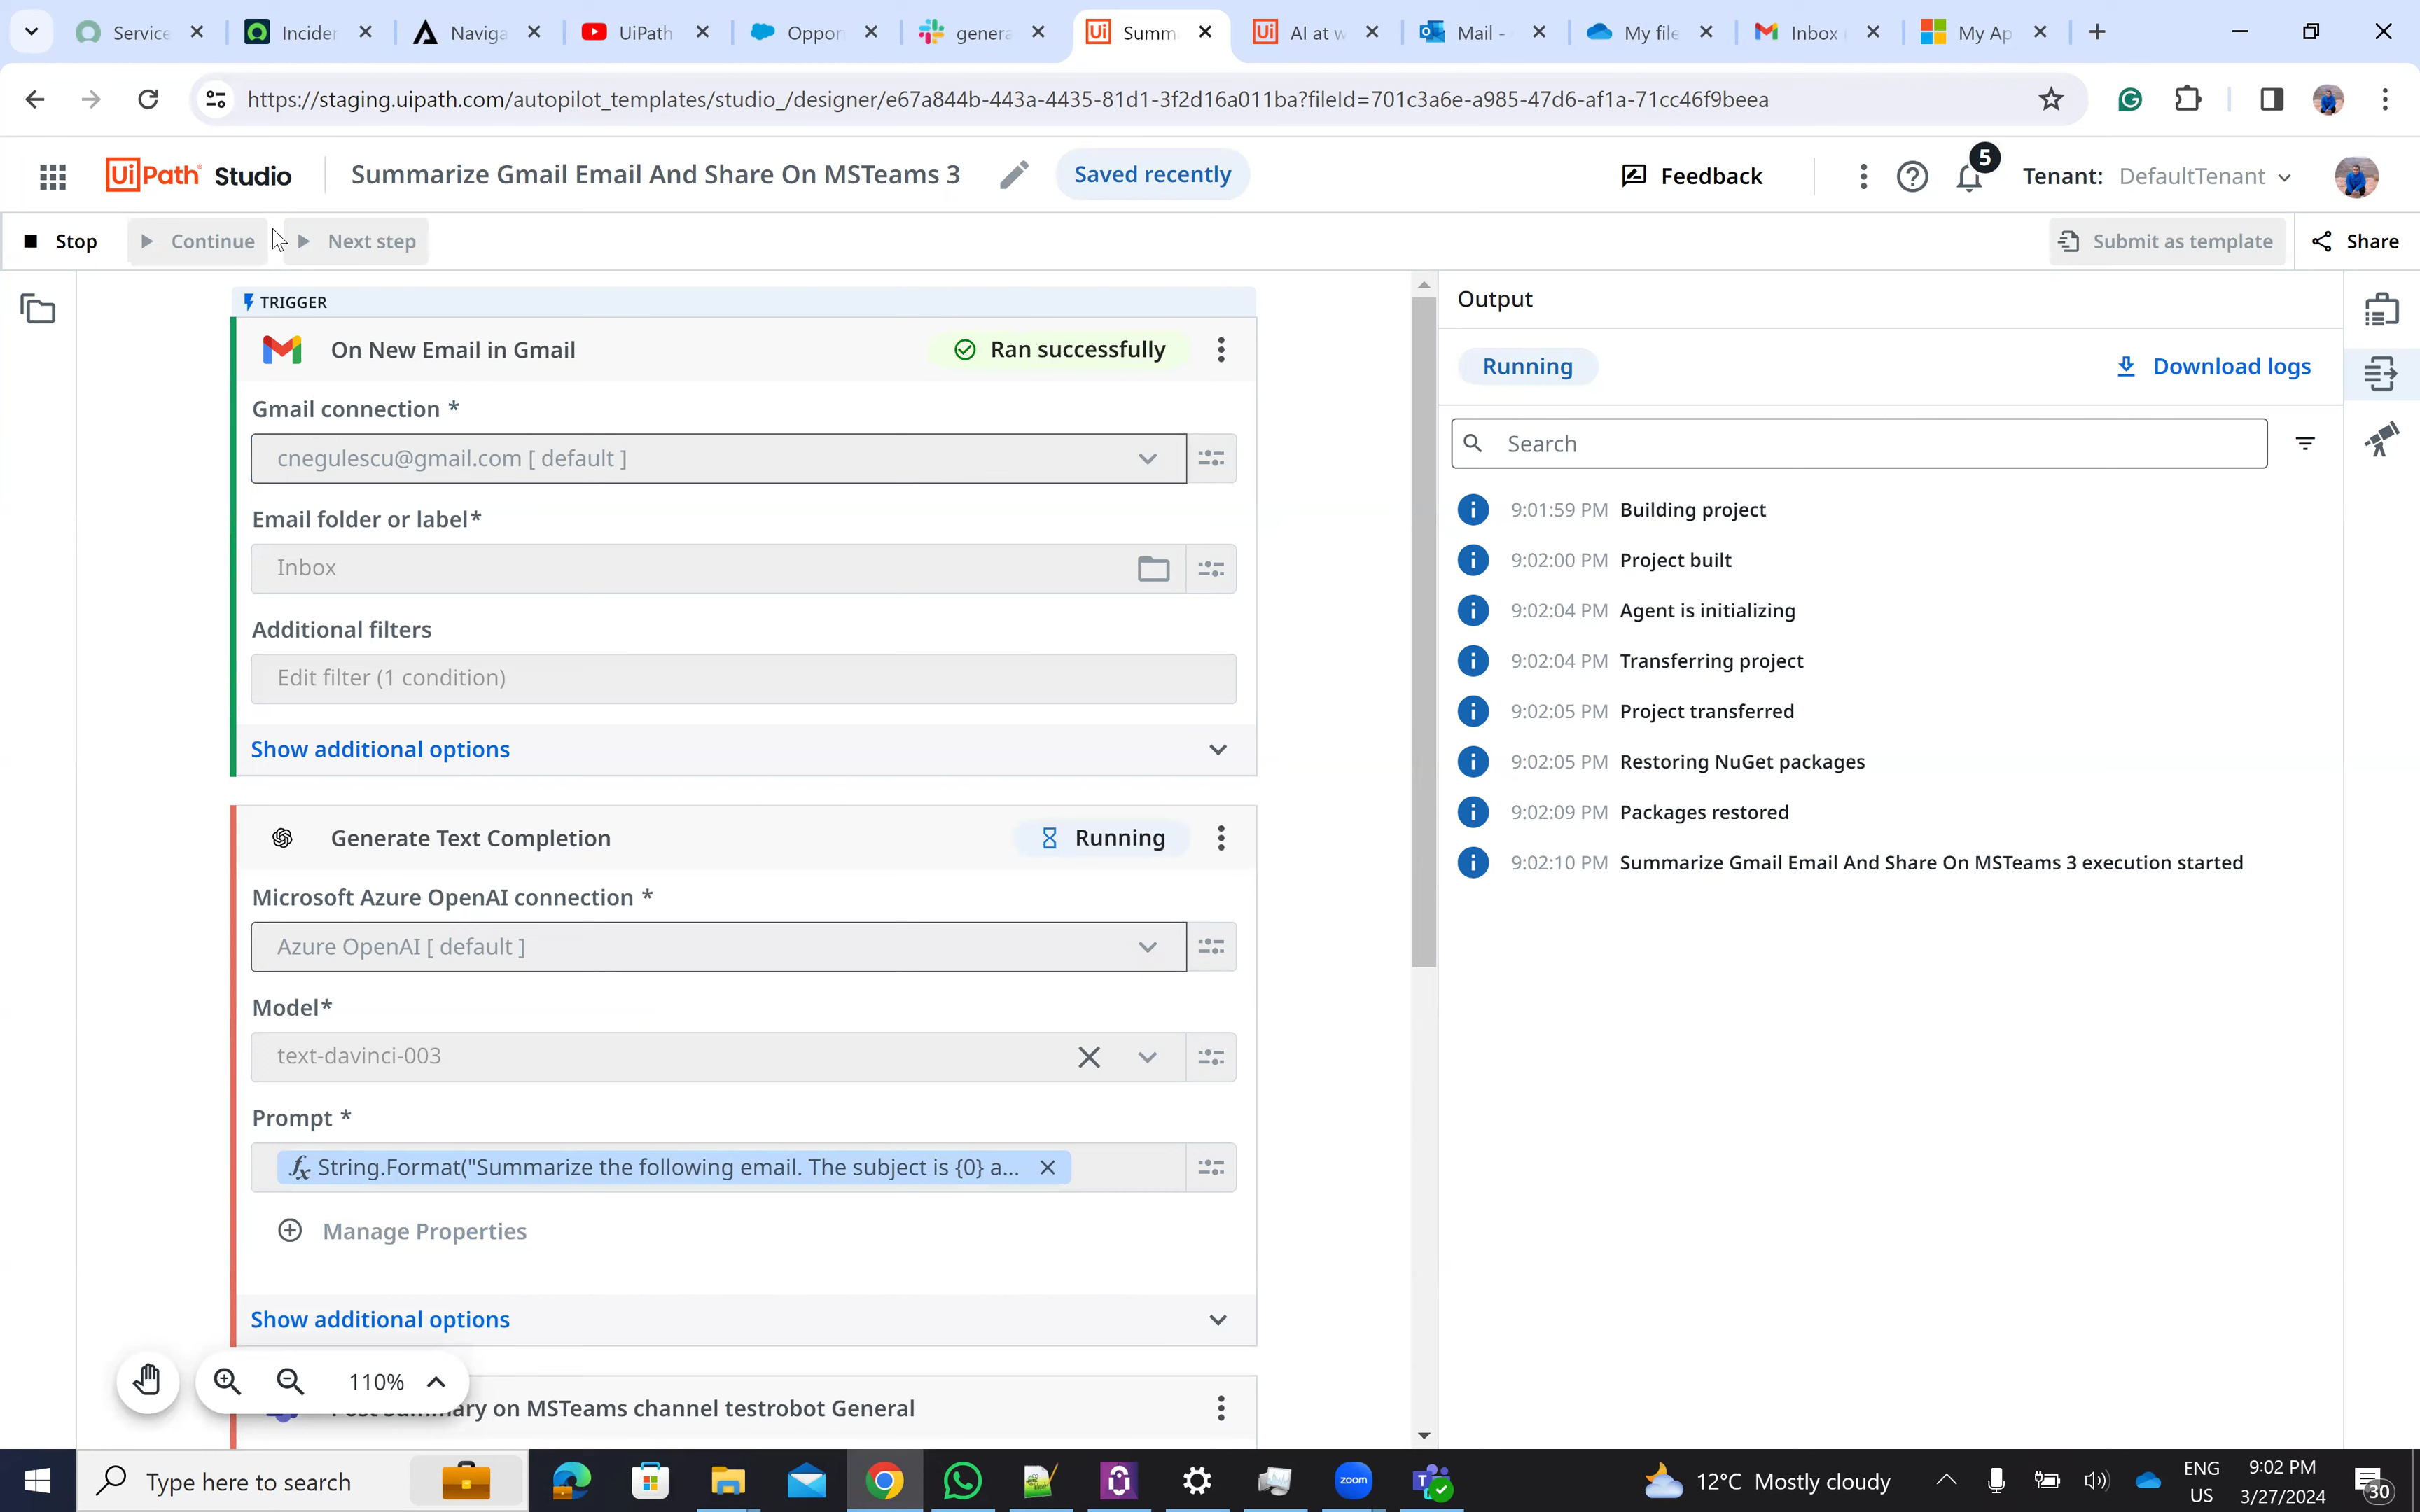 Service
Incider
Naviga
UiPath
Oppor
genera
Summ
AI at w
Mail -
My file
Inbox
My Ap
https://staging.uipath.com/autopilot_templates/studio_/designer/e67a844b-443a-4435-81d1-3f2d16a011ba?fileId=701c3a6e-a985-47d6-af1a-71cc46f9beea
UiPath Studio
Summarize Gmail Email And Share On MSTeams 3
Saved recently
Feedback
5
Tenant: DefaultTenant
Stop
Continue
Next step
Submit as template
Share
TRIGGER
On New Email in Gmail
Ran successfully
Gmail connection *
cnegulescu@gmail.com [ default ]
Email folder or label*
Inbox
Additional filters
Edit filter (1 condition)
Show additional options
Generate Text Completion
Running
Microsoft Azure OpenAI connection *
Azure OpenAI [ default ]
Model*
text-davinci-003
Prompt *
fx String.Format("Summarize the following email. The subject is {0} a...
Manage Properties
Show additional options
110%
Summary on MSTeams channel testrobot General
Output
Running
Download logs
Search
9:01:59 PM Building project
9:02:00 PM Project built
9:02:04 PM Agent is initializing
9:02:04 PM Transferring project
9:02:05 PM Project transferred
9:02:05 PM Restoring NuGet packages
9:02:09 PM Packages restored
9:02:10 PM Summarize Gmail Email And Share On MSTeams 3 execution started
Type here to search
zoom
12°C Mostly cloudy
ENG
US
9:02 PM
3/27/2024
30